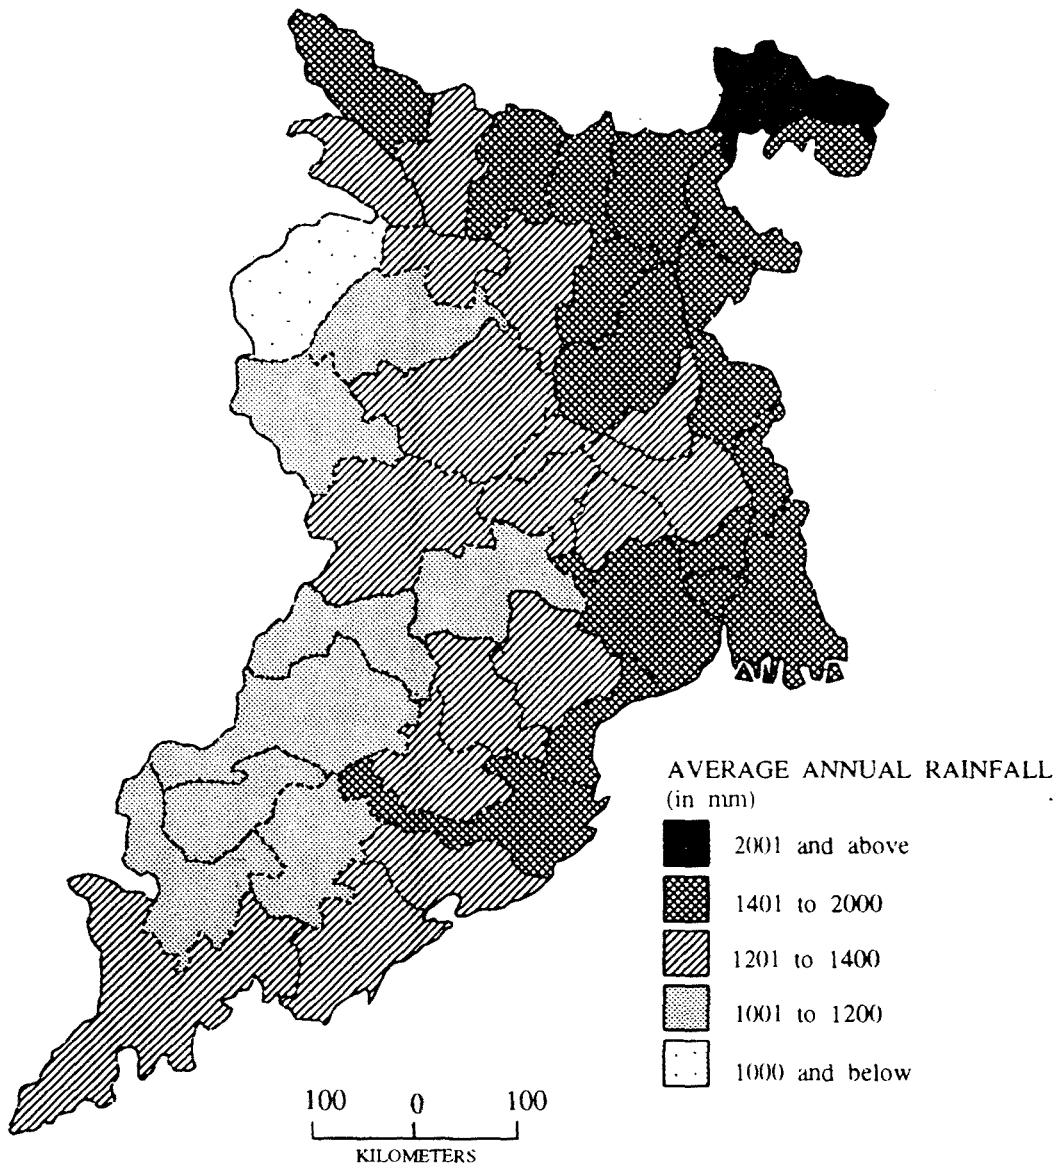 AVERAGE ANNUAL RAINFALL
(in mm)
2001 and above
1401 to 2000
1201 to 1400
1001 to 1200
1000 and below
100 0 100
KILOMETERS